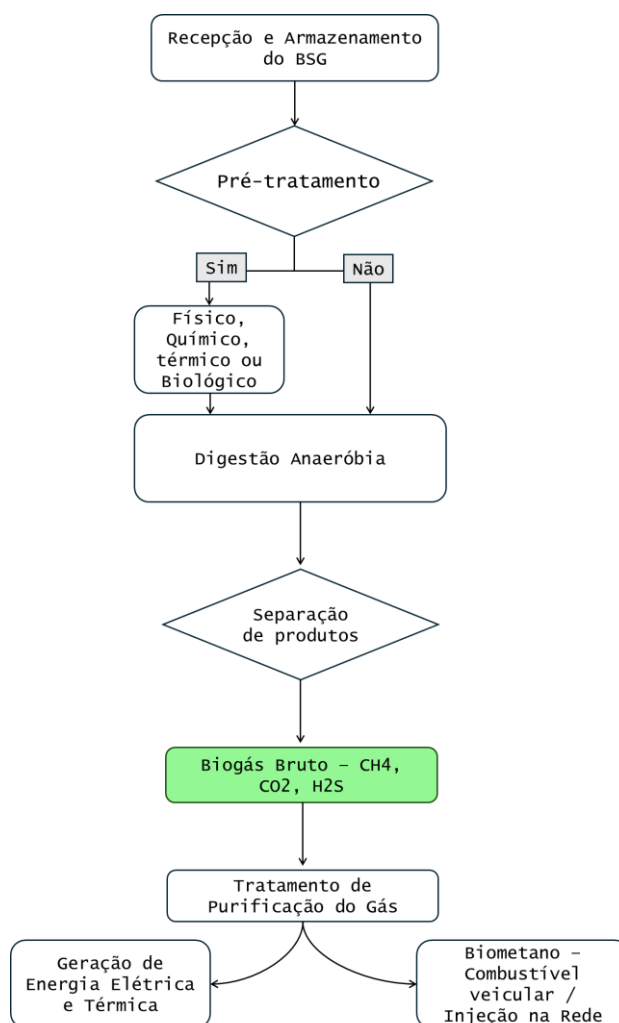 Recepção e Armazenamento
do BSG
Pré-tratamento
Sim
Não
Físico,
Químico,
térmico ou
Biológico
Digestão Anaeróbia
Separação
de produtos
Biogás Bruto – CH4,
CO2, H2S
Tratamento de
Purificação do Gás
Geração de
Energia Elétrica
e Térmica
Biometano –
Combustível
veicular /
Injeção na Rede